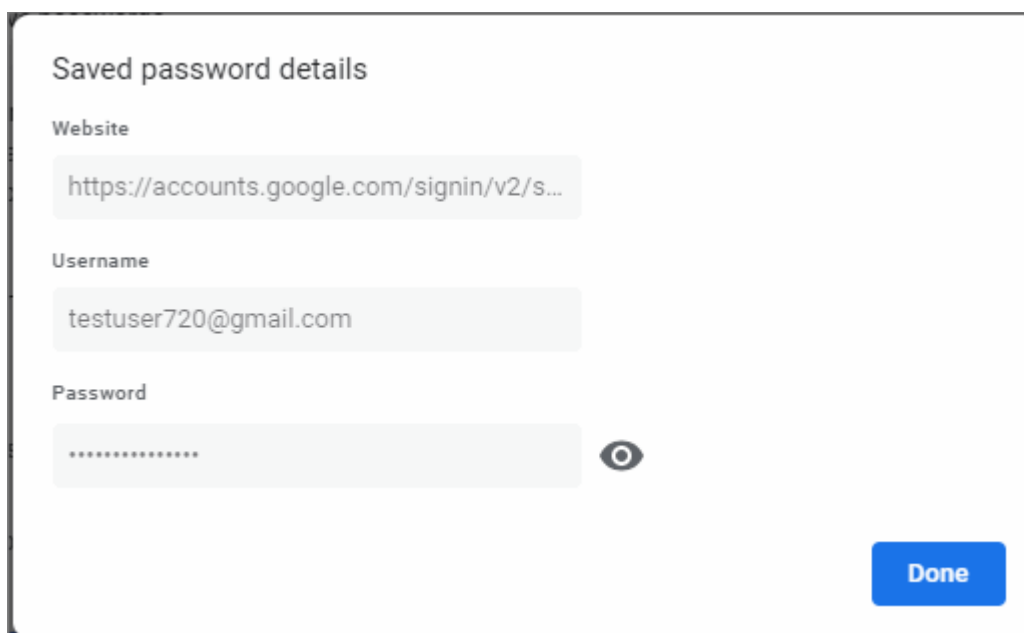 Saved password details
Website
https://accounts.google.com/signin/v2/s...
Username
testuser720@gmail.com
Password
•••••••••••••••
Done